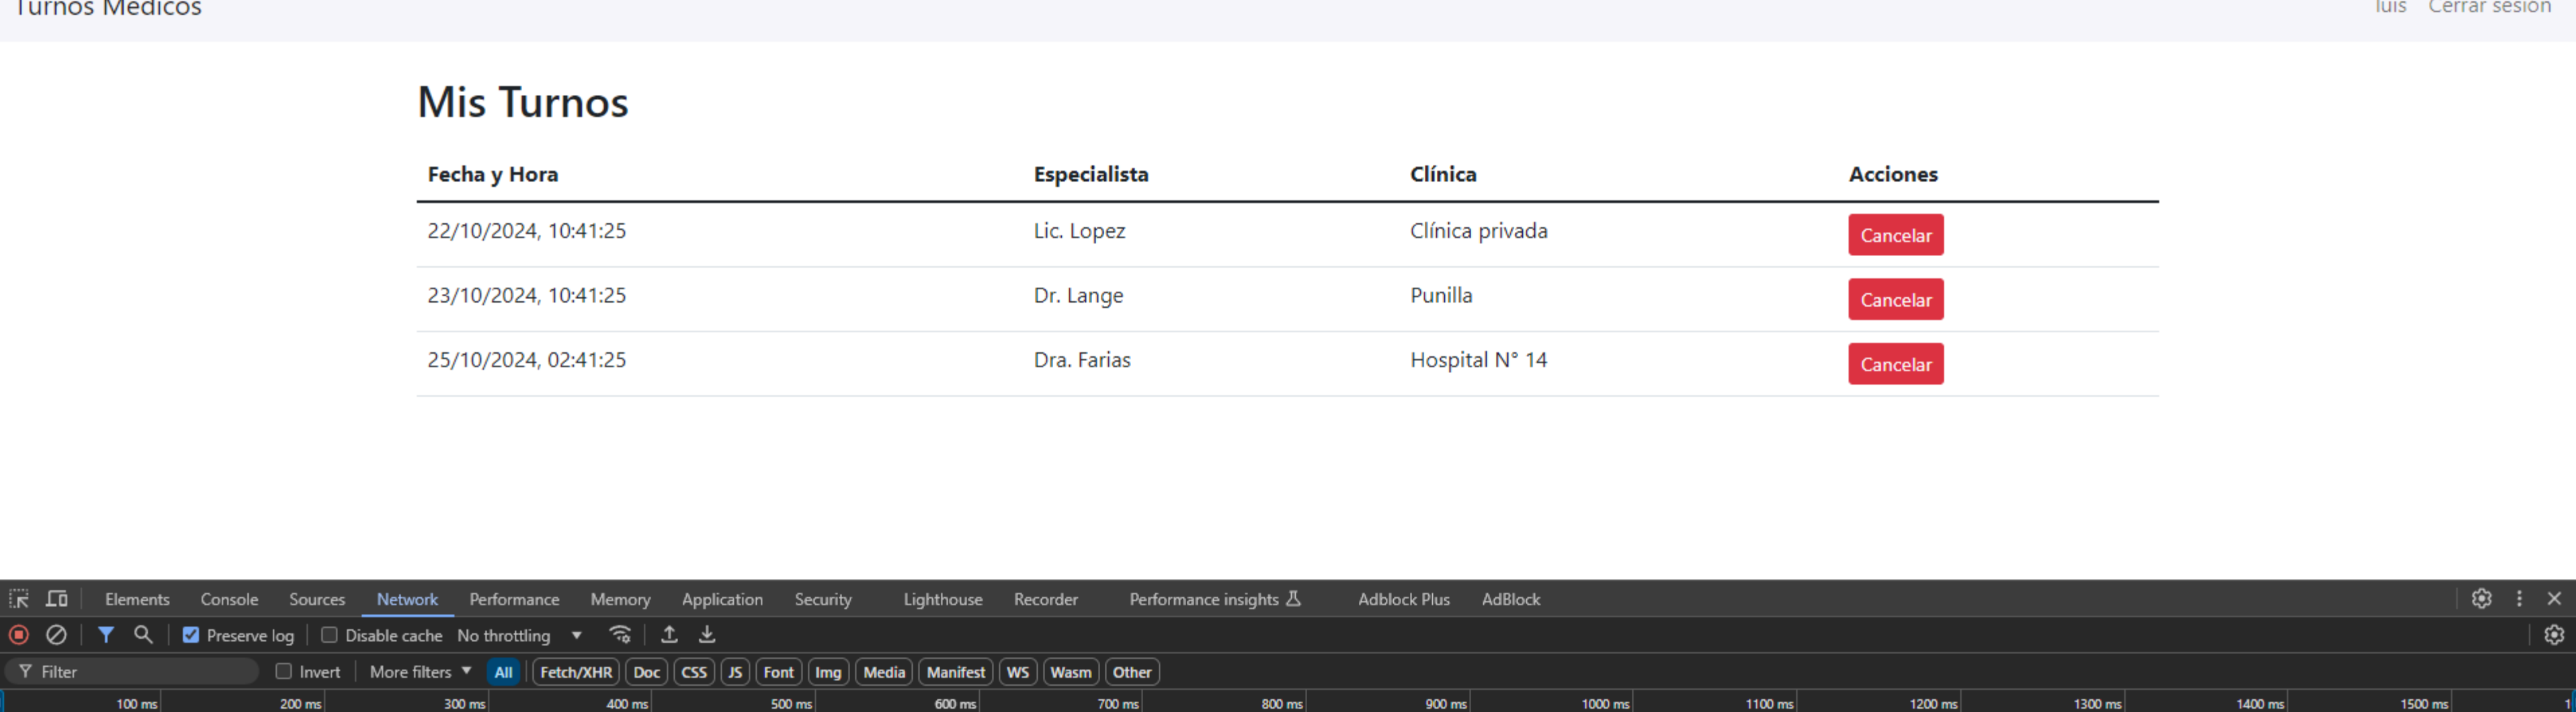 Turnos Médicos luis Cerrar sesión
Mis Turnos
Fecha y Hora Especialista Clínica Acciones
22/10/2024, 10:41:25 Lic. Lopez Clínica privada Cancelar
23/10/2024, 10:41:25 Dr. Lange Punilla Cancelar
25/10/2024, 02:41:25 Dra. Farias Hospital N° 14 Cancelar
Elements Console Sources Network Performance Memory Application Security Lighthouse Recorder Performance insights Adblock Plus AdBlock
Preserve log Disable cache No throttling
Filter Invert More filters All Fetch/XHR Doc CSS JS Font Img Media Manifest WS Wasm Other
100 ms 200 ms 300 ms 400 ms 500 ms 600 ms 700 ms 800 ms 900 ms 1000 ms 1100 ms 1200 ms 1300 ms 1400 ms 1500 ms